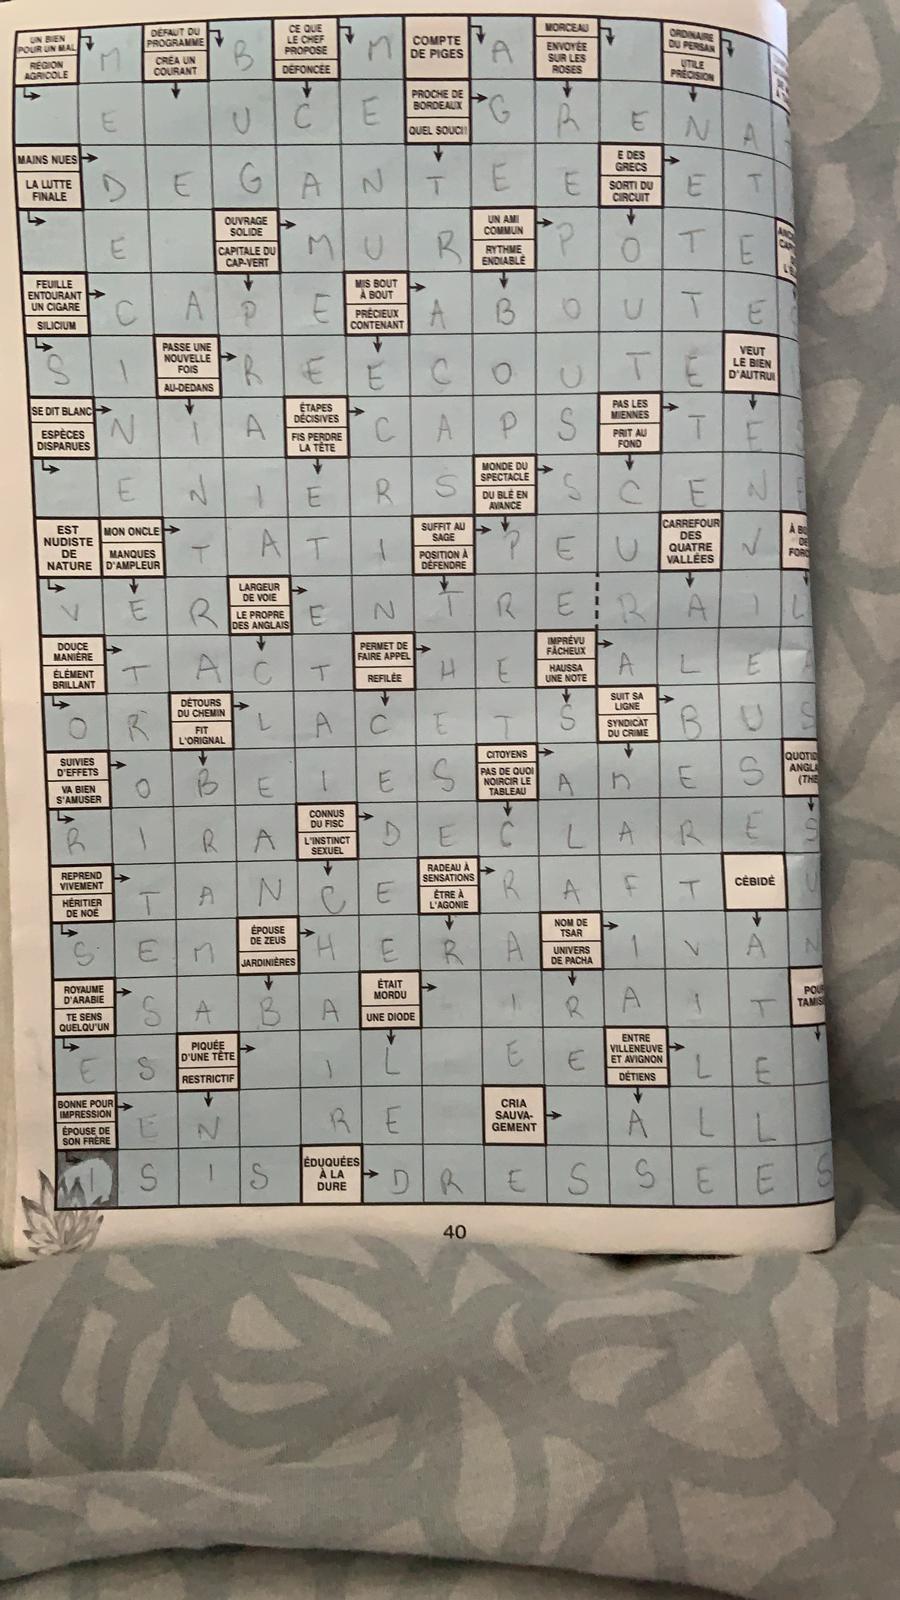 UN BIEN POUR UN MAL
RÉGION AGRICOLE
M
DÉFAUT DU PROGRAMME
CRÉA UN COURANT
B
CE QUE LE CHEF PROPOSE
DÉFONCÉE
M
COMPTE DE PIGES
A
MORCEAU
ENVOYÉE SUR LES ROSES
ORDINAIRE DU PERSAN
UTILE PRÉCISION
E U C E
PROCHE DE BORDEAUX
QUEL SOUCI!
G R E N A
MAINS NUES
LA LUTTE FINALE
D E G A N T E E
E DES GRECS
SORTI DU CIRCUIT
E T
E
OUVRAGE SOLIDE
CAPITALE DU CAP-VERT
M U R
UN AMI COMMUN
RYTHME ENDIABLÉ
P O T E
FEUILLE ENTOURANT UN CIGARE
SILICIUM
C A P E
MIS BOUT À BOUT
PRÉCIEUX CONTENANT
A B O U T E
S I
PASSE UNE NOUVELLE FOIS
AU-DEDANS
R E E C O U T E
VEUT LE BIEN D'AUTRUI
SE DIT BLANC
ESPÈCES DISPARUES
N I A
ÉTAPES DÉCISIVES
FIS PERDRE LA TÊTE
C A P S
PAS LES MIENNES
PRIT AU FOND
T E S
E N I E R S
MONDE DU SPECTACLE
DU BLÉ EN AVANCE
S C E N E
EST NUDISTE DE NATURE
MON ONCLE
MANQUES D'AMPLEUR
T A T I
SUFFIT AU SAGE
POSITION À DÉFENDRE
P E U
CARREFOUR DES QUATRE VALLÉES
V
V E R
LARGEUR DE VOIE
LE PROPRE DES ANGLAIS
E N T R E R A I L
DOUCE MANIÈRE
ÉLÉMENT BRILLANT
T A C T
PERMET DE FAIRE APPEL
REFILÉE
H E
IMPRÉVU FÂCHEUX
HAUSSA UNE NOTE
A L E A
O R
DÉTOURS DU CHEMIN
FIT L'ORIGNAL
L A C E T S
SUIT SA LIGNE
SYNDICAT DU CRIME
B U S
SUIVIES D'EFFETS
VA BIEN S'AMUSER
O B E I E S
CITOYENS
PAS DE QUOI NOIRCIR LE TABLEAU
A M E S
R I R A
CONNUS DU FISC
L'INSTINCT SEXUEL
D E C L A R E S
REPREND VIVEMENT
HÉRITIER DE NOÉ
T A N C E
RADEAU À SENSATIONS
ÊTRE À L'AGONIE
R A F T
CÉBIDÉ
U
S E M
ÉPOUSE DE ZEUS
JARDINIÈRES
H E R A
NOM DE TSAR
UNIVERS DE PACHA
I V A N
ROYAUME D'ARABIE
TE SENS QUELQU'UN
S A B A
ÉTAIT MORDU
UNE DIODE
I R A I T
E S
PIQUÉE D'UNE TÊTE
RESTRICTIF
I L E E
ENTRE VILLENEUVE ET AVIGNON
DÉTIENS
L E
BONNE POUR IMPRESSION
ÉPOUSE DE SON FRÈRE
E N R E
CRIA SAUVA-GEMENT
A L L
I S I S
ÉDUQUÉES À LA DURE
D R E S S E E S
40